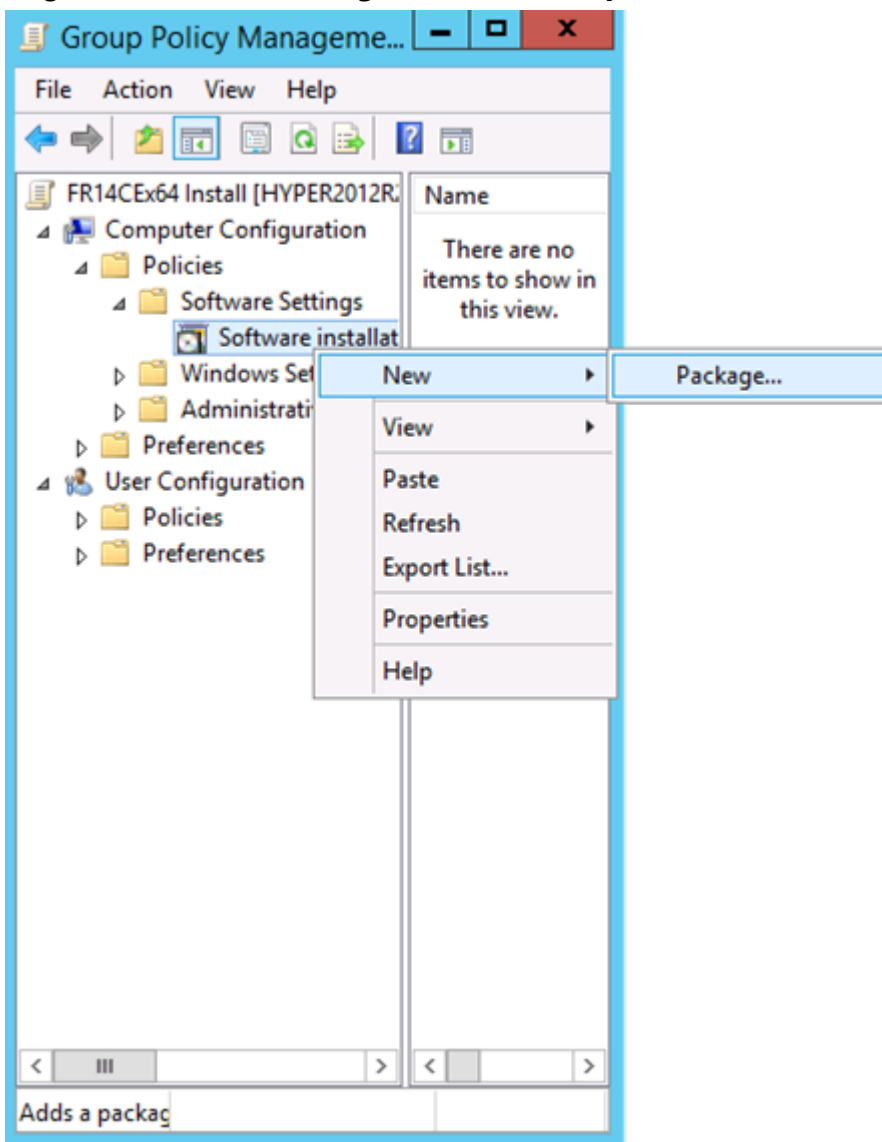 Group Policy Manageme...
File Action View Help
FR14CEx64 Install [HYPER2012R2
Name
Computer Configuration
There are no
items to show in
this view.
Policies
Software Settings
Software installat
Windows Set
Administrati
Preferences
User Configuration
Policies
Preferences
New
Package...
View
Paste
Refresh
Export List...
Properties
Help
Adds a packag